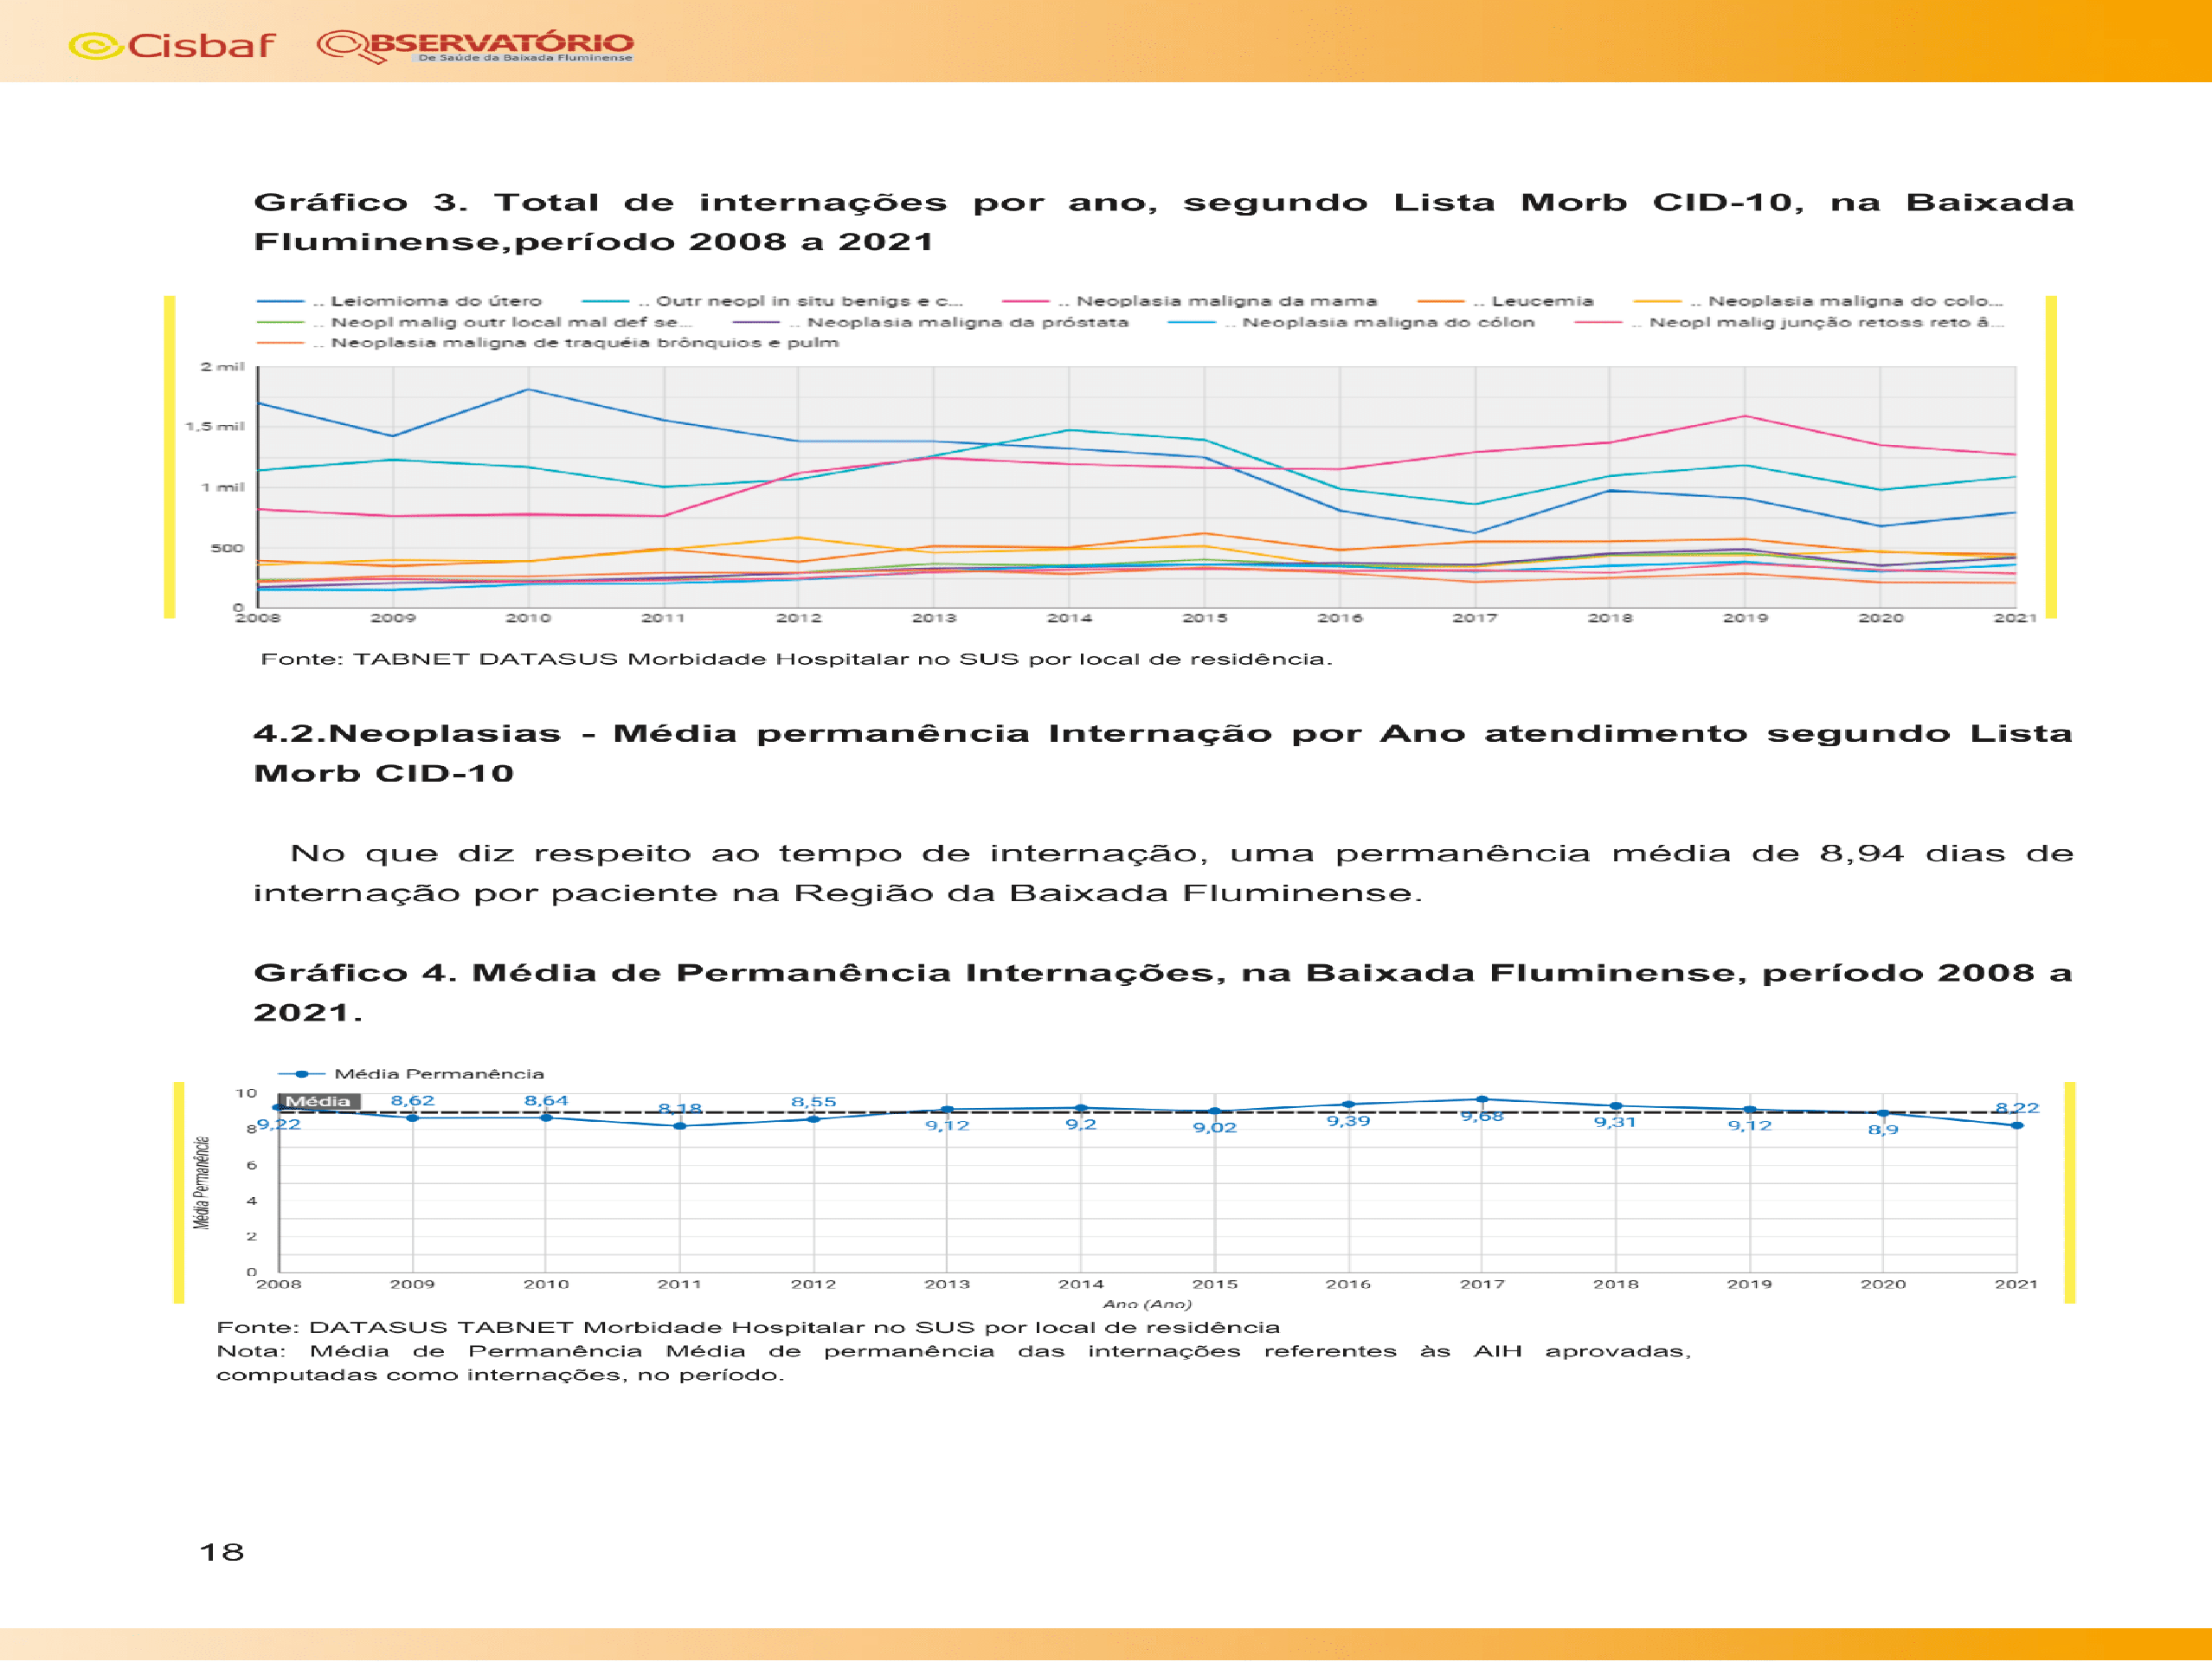 Cisbaf OBSERVATÓRIO
De Saúde da Baixada Fluminense
Gráfico 3. Total de internações por ano, segundo Lista Morb CID-10, na Baixada
Fluminense,período 2008 a 2021
.. Leiomioma do útero .. Outr neopl in situ benigs e c... .. Neoplasia maligna da mama .. Leucemia .. Neoplasia maligna do colo...
.. Neopl malig outr local mal def se... .. Neoplasia maligna da próstata .. Neoplasia maligna do cólon .. Neopl malig junção retoss reto â...
.. Neoplasia maligna de traquéia brônquios e pulm
2 mil
1,5 mil
1 mil
500
0
2008 2009 2010 2011 2012 2013 2014 2015 2016 2017 2018 2019 2020 2021
Fonte: TABNET DATASUS Morbidade Hospitalar no SUS por local de residência.
4.2.Neoplasias - Média permanência Internação por Ano atendimento segundo Lista
Morb CID-10
No que diz respeito ao tempo de internação, uma permanência média de 8,94 dias de
internação por paciente na Região da Baixada Fluminense.
Gráfico 4. Média de Permanência Internações, na Baixada Fluminense, período 2008 a
2021.
Média Permanência
Média Permanência
10
8
6
4
2
0
Média
9,22 8,62 8,64 8,18 8,55 9,12 9,2 9,02 9,39 9,68 9,31 9,12 8,9 8,22
2008 2009 2010 2011 2012 2013 2014 2015 2016 2017 2018 2019 2020 2021
Ano (Ano)
Fonte: DATASUS TABNET Morbidade Hospitalar no SUS por local de residência
Nota: Média de Permanência Média de permanência das internações referentes às AIH aprovadas,
computadas como internações, no período.
18